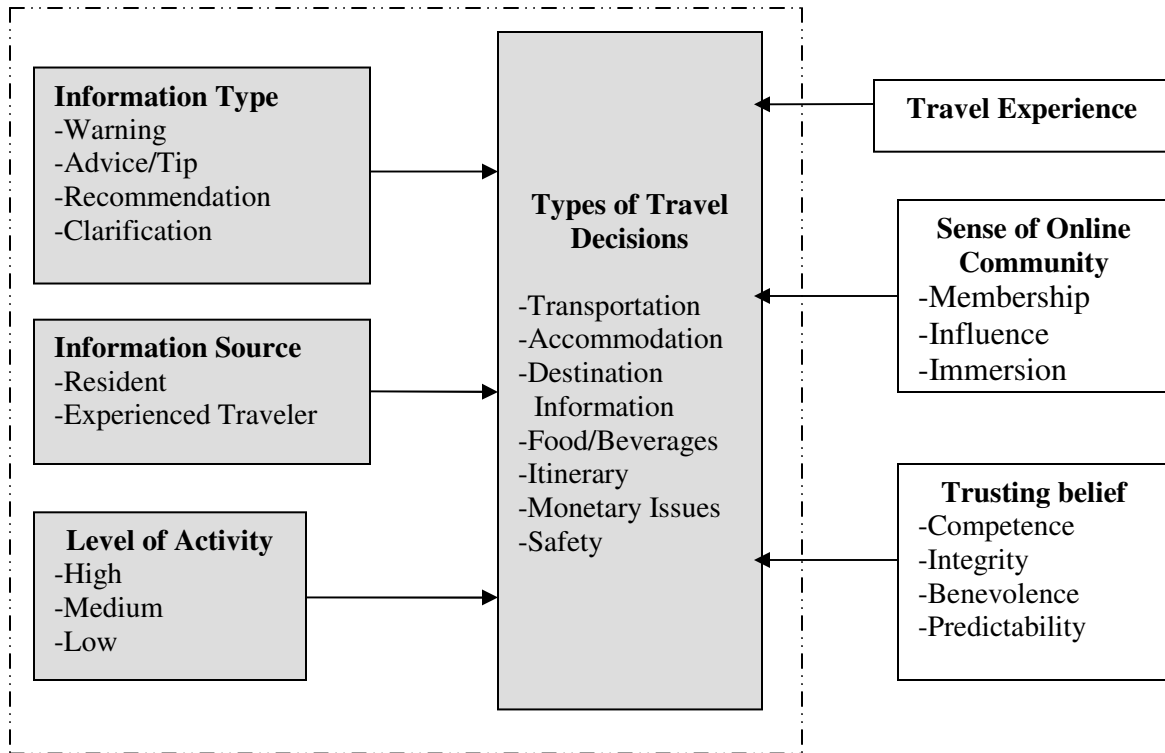 Information Type
-Warning
-Advice/Tip
-Recommendation
-Clarification
Information Source
-Resident
-Experienced Traveler
Level of Activity
-High
-Medium
-Low
Types of Travel
Decisions
-Transportation
-Accommodation
-Destination
Information
-Food/Beverages
-Itinerary
-Monetary Issues
-Safety
Travel Experience
Sense of Online
Community
-Membership
-Influence
-Immersion
Trusting belief
-Competence
-Integrity
-Benevolence
-Predictability